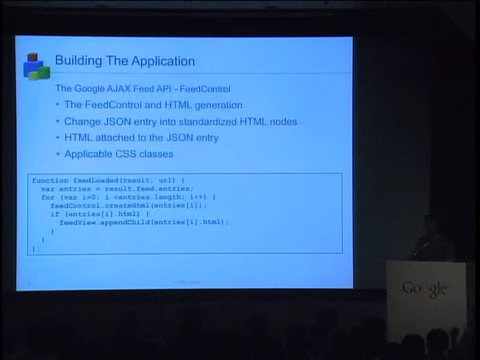 Building The Application
The Google AJAX Feed API - FeedControl
• The FeedControl and HTML generation
• Change JSON entry into standardized HTML nodes
• HTML attached to the JSON entry
• Applicable CSS classes
function feedLoaded(result, url) {
var entries = result.feed.entries;
for (var i=0; i <entries.length; i++) {
feedControl.createHtml(entries[i]);
if (entries[i].html) {
feedView.appendChild(entries[i].html);
}
}
};
Google